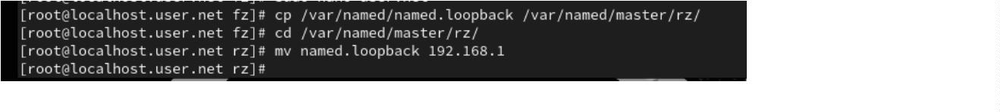 [root@localhost.user.net fz]# cp /var/named/named.loopback /var/named/master/rz/
[root@localhost.user.net fz]# cd /var/named/master/rz/
[root@localhost.user.net rz]# mv named.loopback 192.168.1
[root@localhost.user.net rz]#